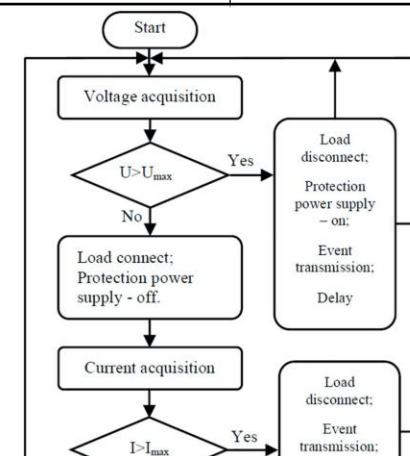 Start
Voltage acquisition
U>Umax
Yes
No
Load
disconnect;
Protection
power supply
– on;
Event
transmission;
Delay
Load connect;
Protection power
supply - off.
Current acquisition
I>Imax
Yes
Load
disconnect;
Event
transmission;